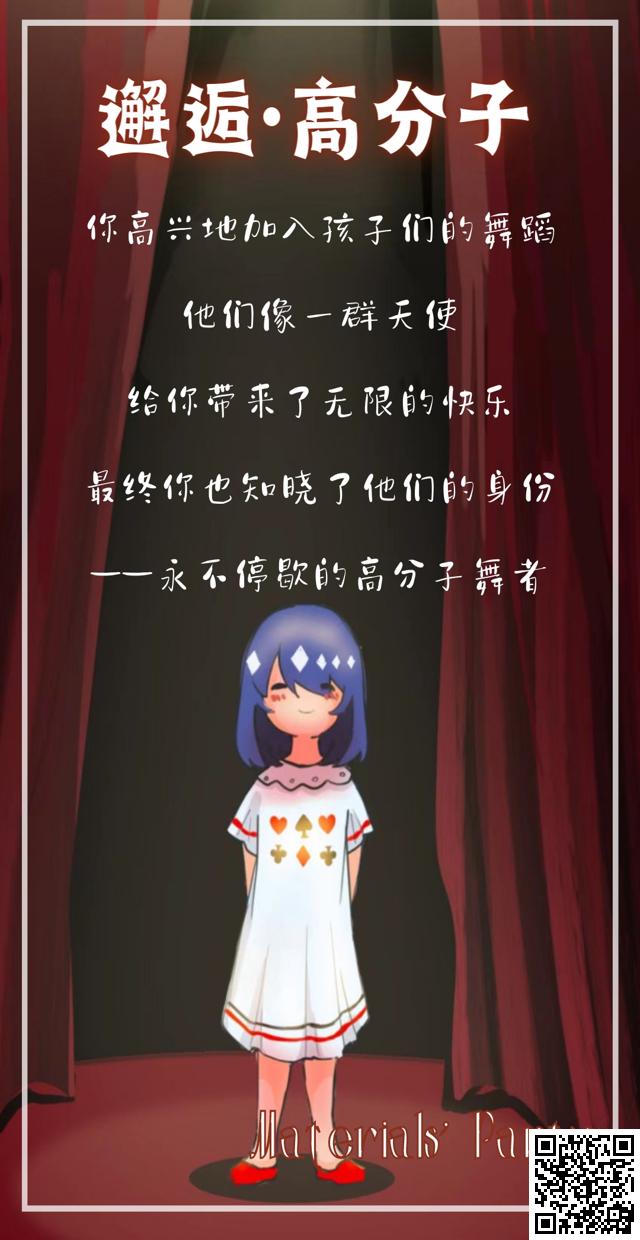 邂逅·高分子
你高兴地加入孩子们的舞蹈
他们像一群天使
给你带来了无限的快乐
最终你也知晓了他们的身份
——永不停歇的高分子舞者
Materials'